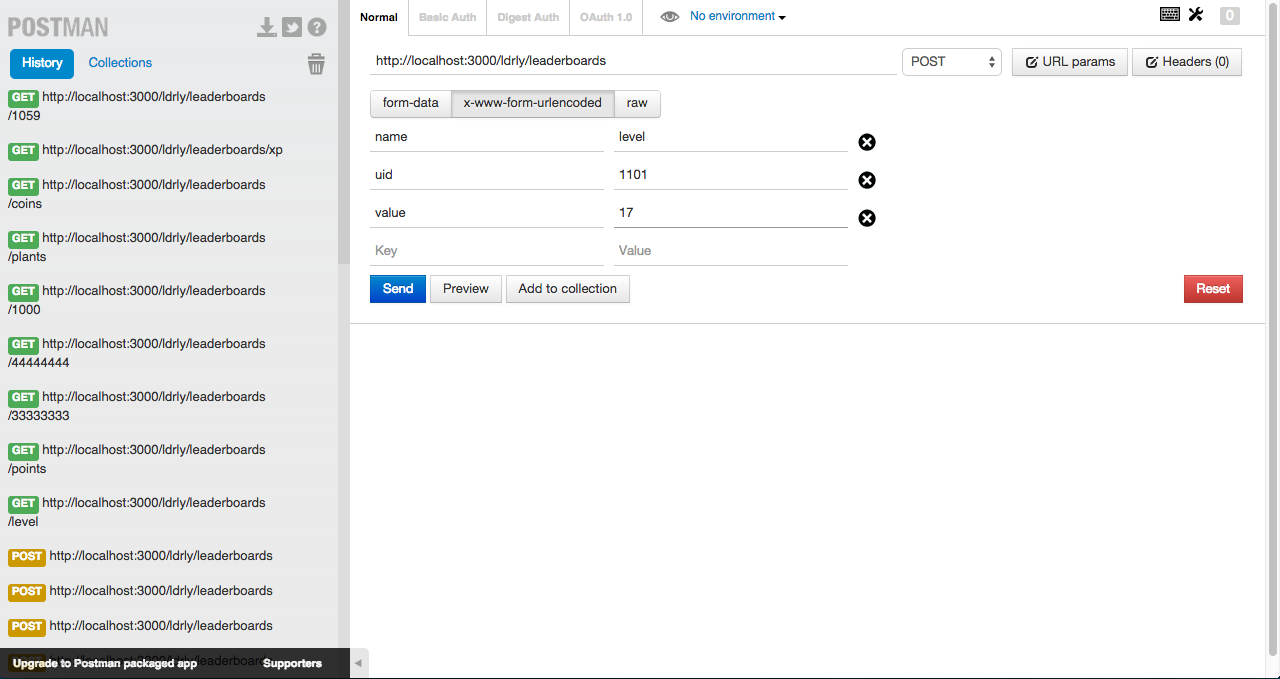 POSTMAN
History
Collections
GET http://localhost:3000/ldrly/leaderboards
/1059
GET http://localhost:3000/ldrly/leaderboards/xp
GET http://localhost:3000/ldrly/leaderboards
/coins
GET http://localhost:3000/ldrly/leaderboards
/plants
GET http://localhost:3000/ldrly/leaderboards
/1000
GET http://localhost:3000/ldrly/leaderboards
/44444444
GET http://localhost:3000/ldrly/leaderboards
/33333333
GET http://localhost:3000/ldrly/leaderboards
/points
GET http://localhost:3000/ldrly/leaderboards
/level
POST http://localhost:3000/ldrly/leaderboards
POST http://localhost:3000/ldrly/leaderboards
POST http://localhost:3000/ldrly/leaderboards
Upgrade to Postman packaged app Supporters
Normal Basic Auth Digest Auth OAuth 1.0 No environment 0
http://localhost:3000/ldrly/leaderboards POST URL params Headers (0)
form-data x-www-form-urlencoded raw
name level
uid 1101
value 17
Key Value
Send Preview Add to collection Reset